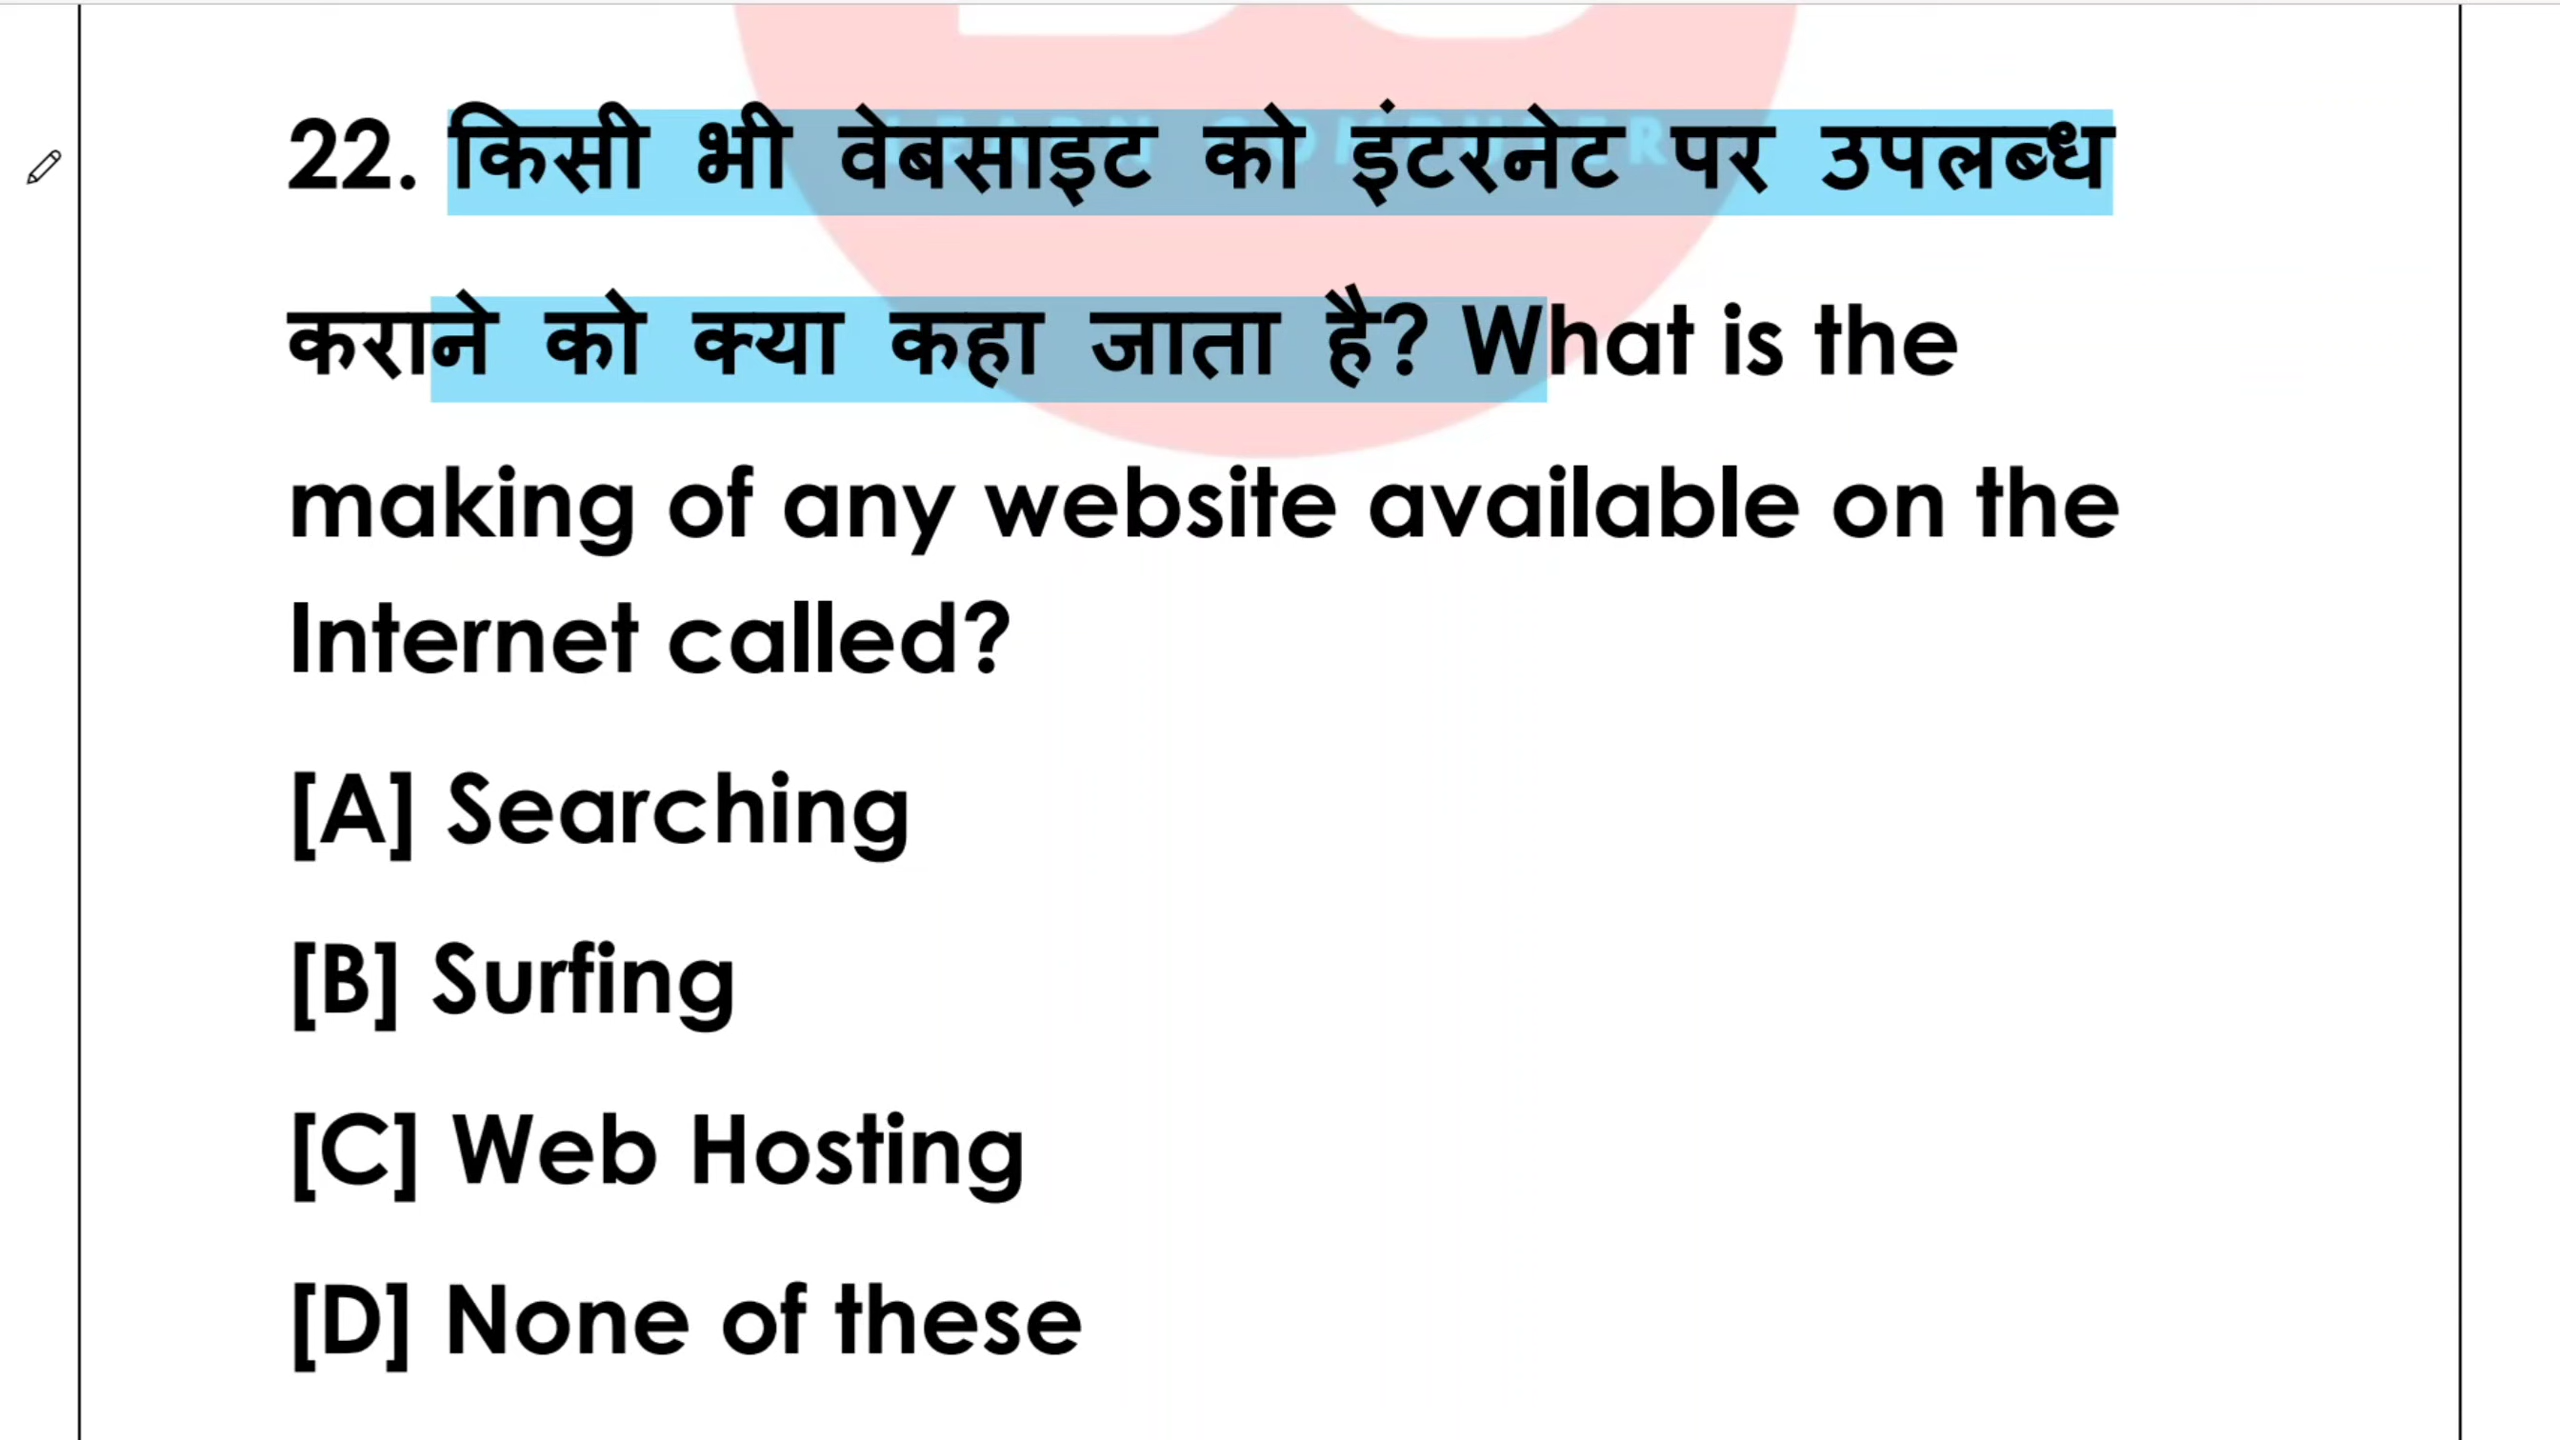 22. किसी भी वेबसाइट को इंटरनेट पर उपलब्ध
कराने को क्या कहा जाता है? What is the
making of any website available on the
Internet called?
[A] Searching
[B] Surfing
[C] Web Hosting
[D] None of these